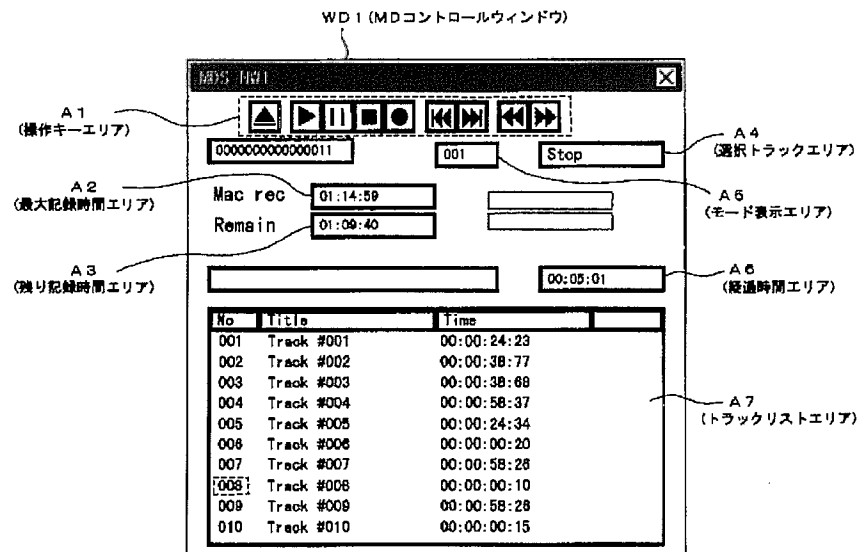 WD1(MDコントロールウィンドウ)
MDS HW1
A1
(操作キーエリア)
0000000000000011
001
Stop
A4
(選択トラックエリア)
A2
(最大記録時間エリア)
Mac rec
01:14:59
A5
(モード表示エリア)
Remain
01:09:40
A3
(残り記録時間エリア)
00:05:01
A6
(経過時間エリア)
No Title Time
001 Track #001 00:00:24:23
002 Track #002 00:00:38:77
003 Track #003 00:00:38:69
004 Track #004 00:00:58:37
005 Track #005 00:00:24:34
006 Track #006 00:00:00:20
007 Track #007 00:00:58:26
008 Track #008 00:00:00:10
009 Track #009 00:00:58:28
010 Track #010 00:00:00:15
A7
(トラックリストエリア)